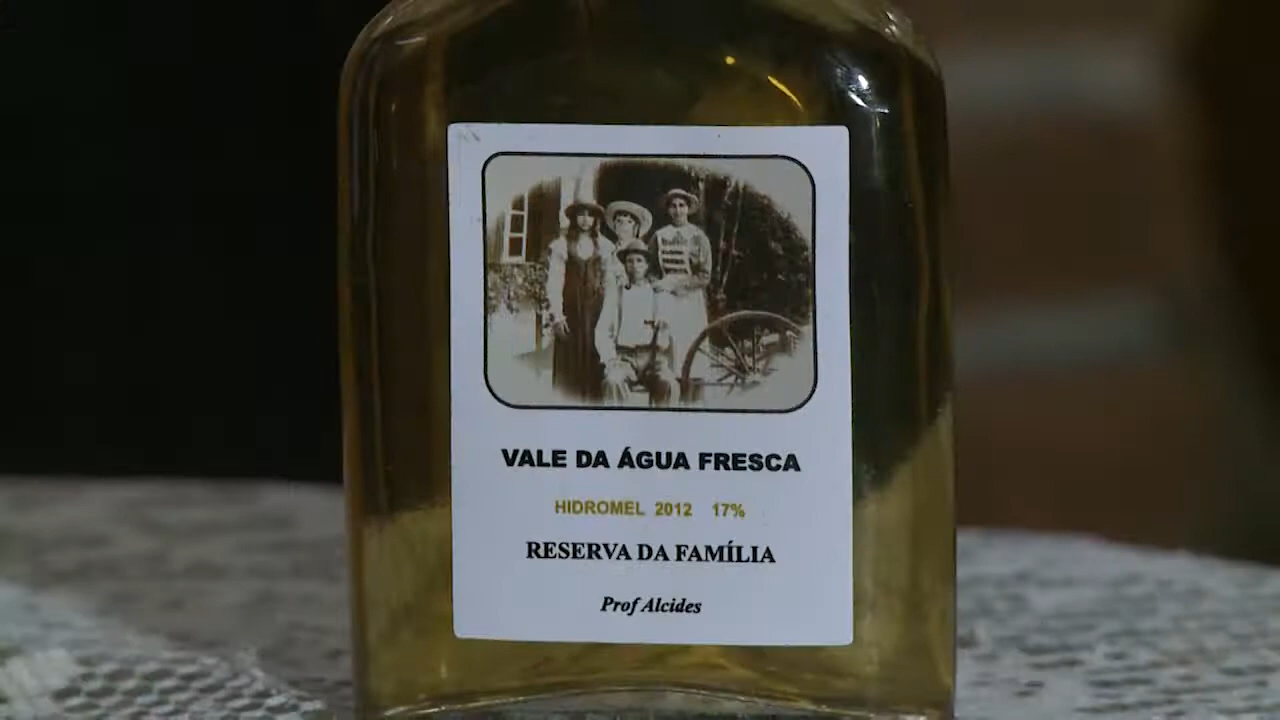 VALE DA ÁGUA FRESCA
HIDROMEL 2012 17%
RESERVA DA FAMÍLIA
Prof Alcides